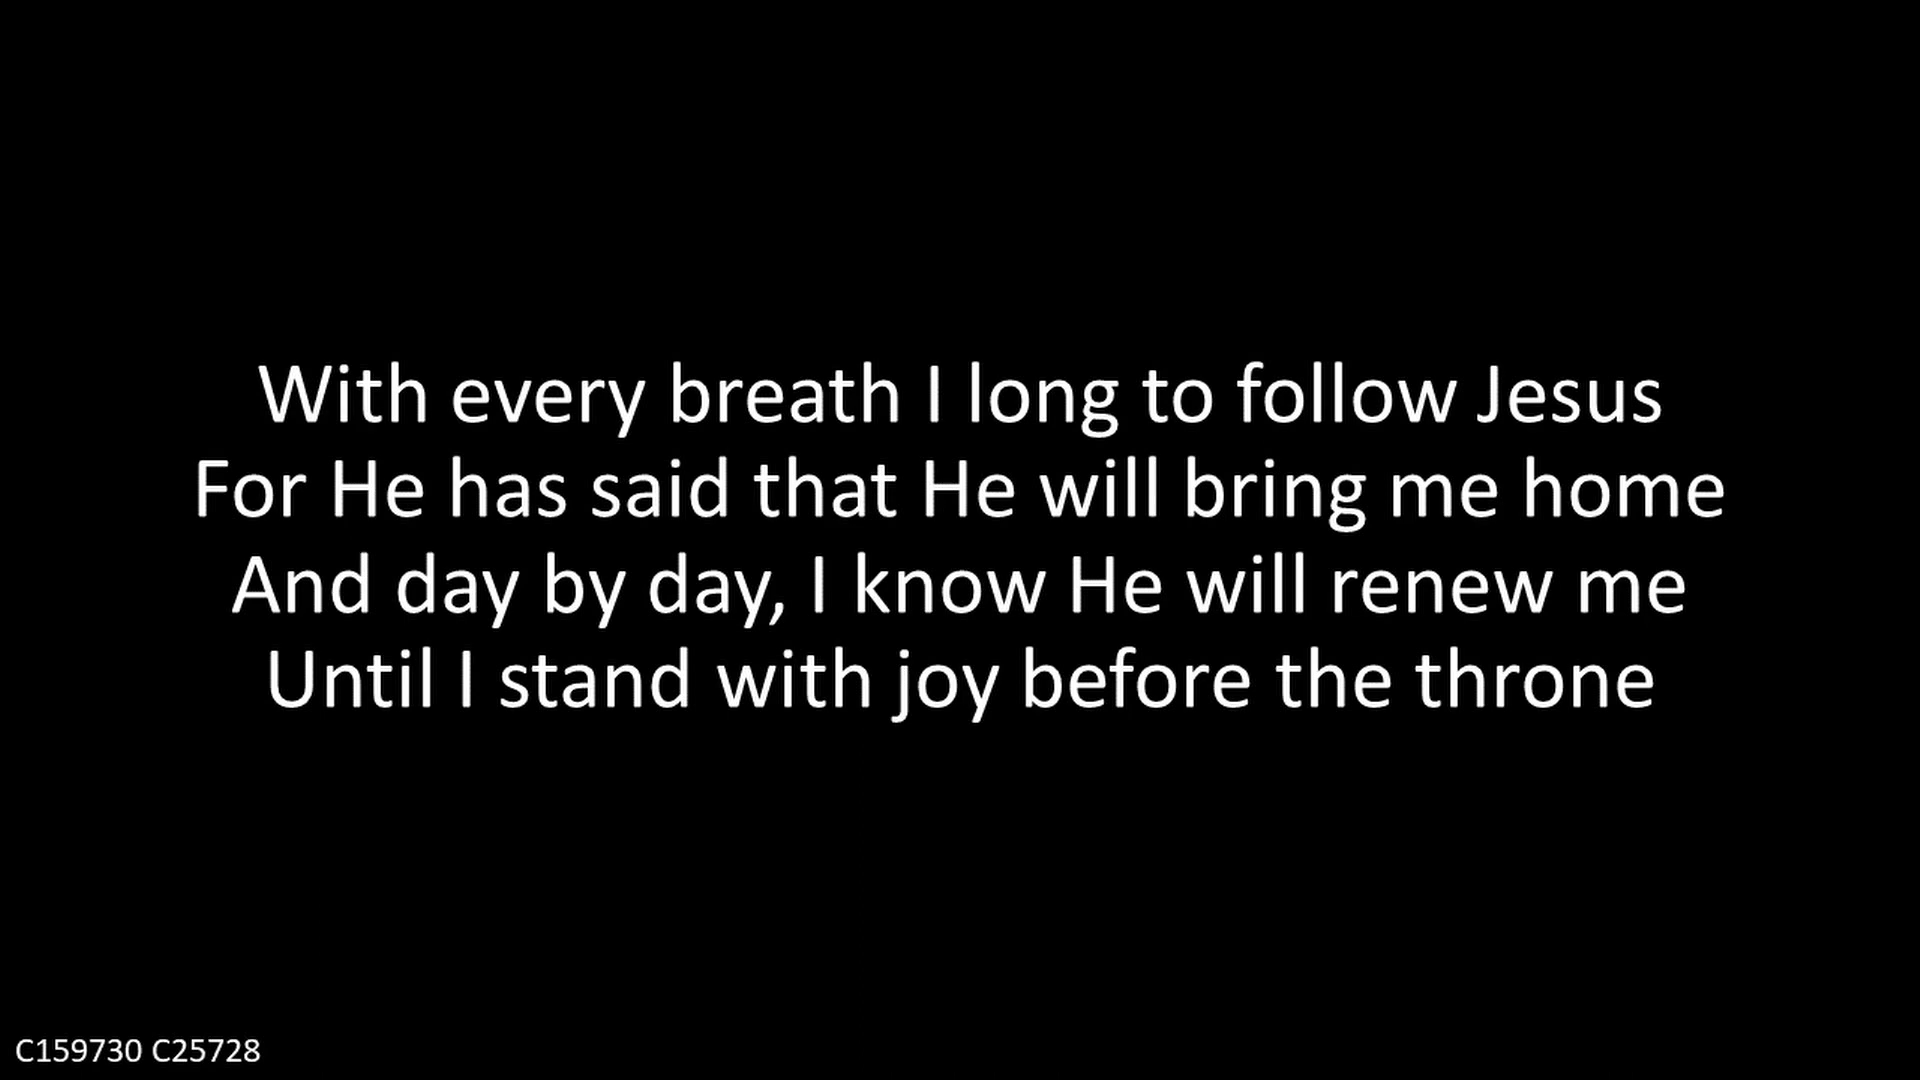 With every breath I long to follow Jesus
For He has said that He will bring me home
And day by day, I know He will renew me
Until I stand with joy before the throne
C159730 C25728